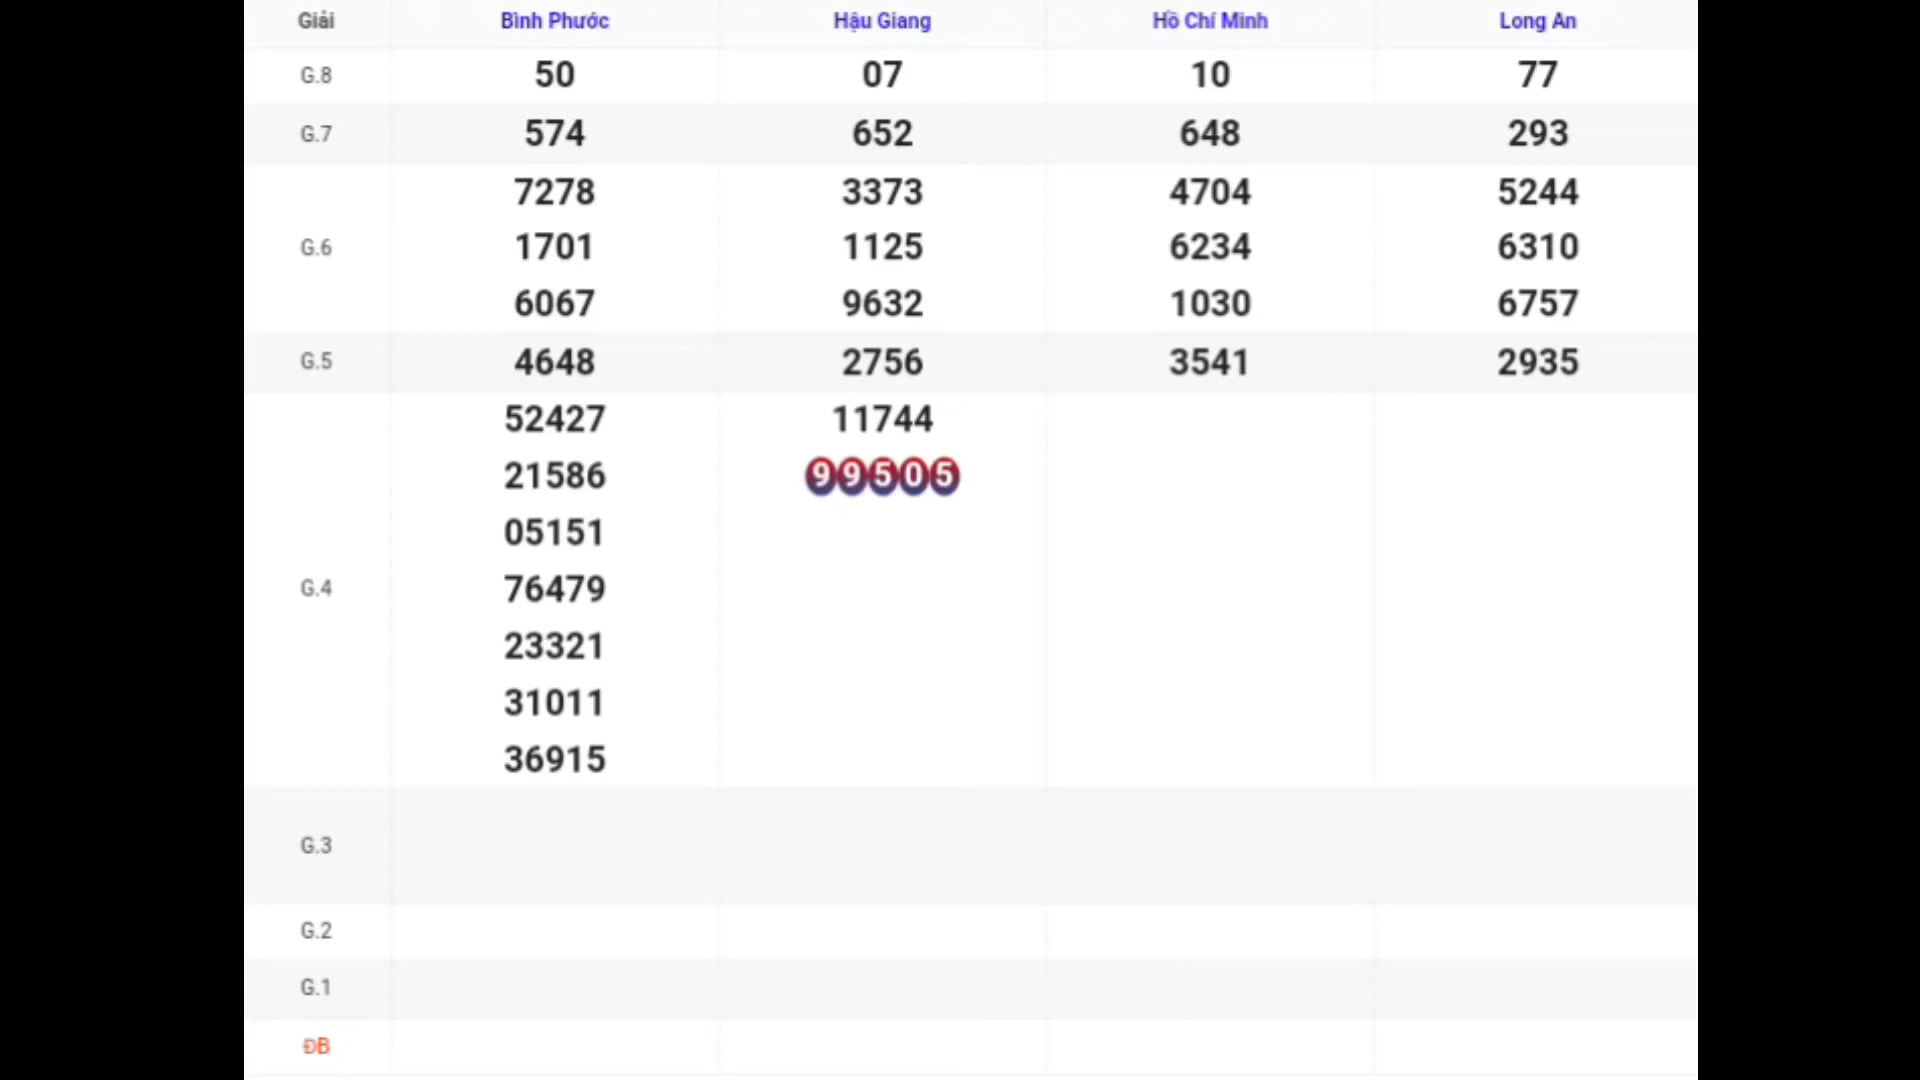 Giải Bình Phước Hậu Giang Hồ Chí Minh Long An
G.8 50 07 10 77
G.7 574 652 648 293
7278 3373 4704 5244
G.6 1701 1125 6234 6310
6067 9632 1030 6757
G.5 4648 2756 3541 2935
52427 11744
21586 99505
05151
G.4 76479
23321
31011
36915
G.3
G.2
G.1
ĐB